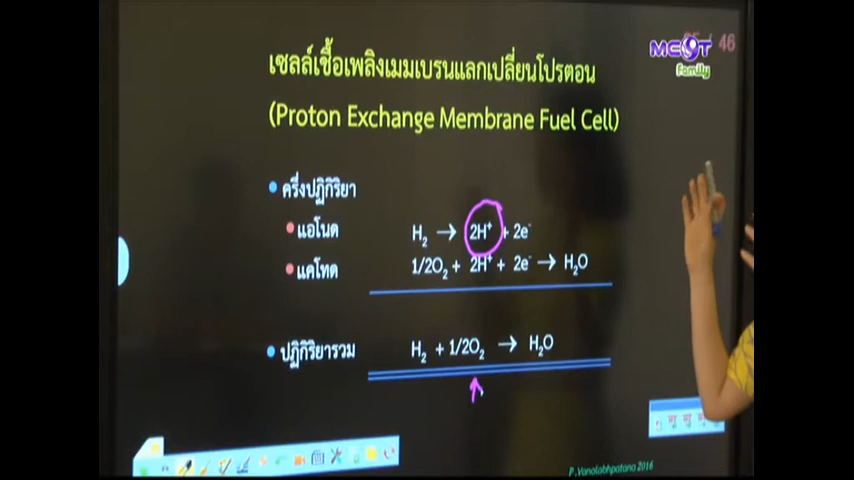 MCOT
family
46
เซลล์เชื้อเพลิงเมมเบรนแลกเปลี่ยนโปรตอน
(Proton Exchange Membrane Fuel Cell)
ครึ่งปฏิกิริยา
แอโนด H₂ → 2H⁺ + 2e⁻
แคโทด 1/2O₂ + 2H⁺ + 2e⁻ → H₂O
ปฏิกิริยารวม H₂ + 1/2O₂ → H₂O
P.Vanalabhpatana 2016